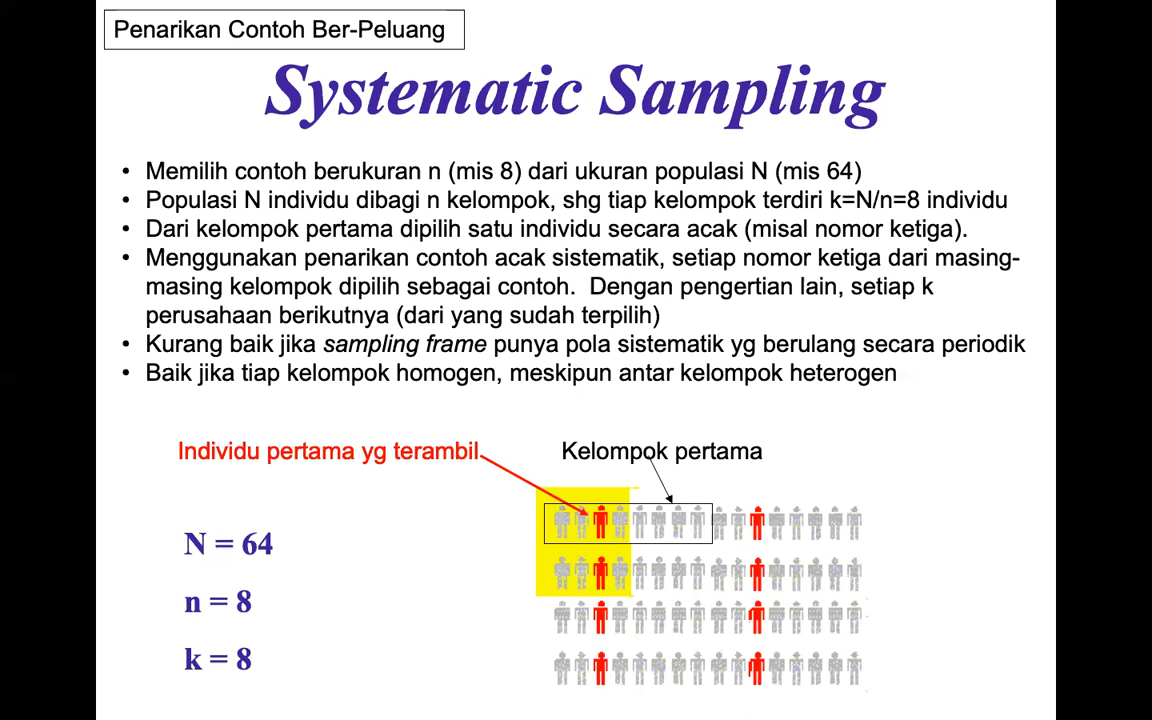 Penarikan Contoh Ber-Peluang
Systematic Sampling
• Memilih contoh berukuran n (mis 8) dari ukuran populasi N (mis 64)
• Populasi N individu dibagi n kelompok, shg tiap kelompok terdiri k=N/n=8 individu
• Dari kelompok pertama dipilih satu individu secara acak (misal nomor ketiga).
• Menggunakan penarikan contoh acak sistematik, setiap nomor ketiga dari masing-
masing kelompok dipilih sebagai contoh. Dengan pengertian lain, setiap k
perusahaan berikutnya (dari yang sudah terpilih)
• Kurang baik jika sampling frame punya pola sistematik yg berulang secara periodik
• Baik jika tiap kelompok homogen, meskipun antar kelompok heterogen
Individu pertama yg terambil
Kelompok pertama
N = 64
n = 8
k = 8